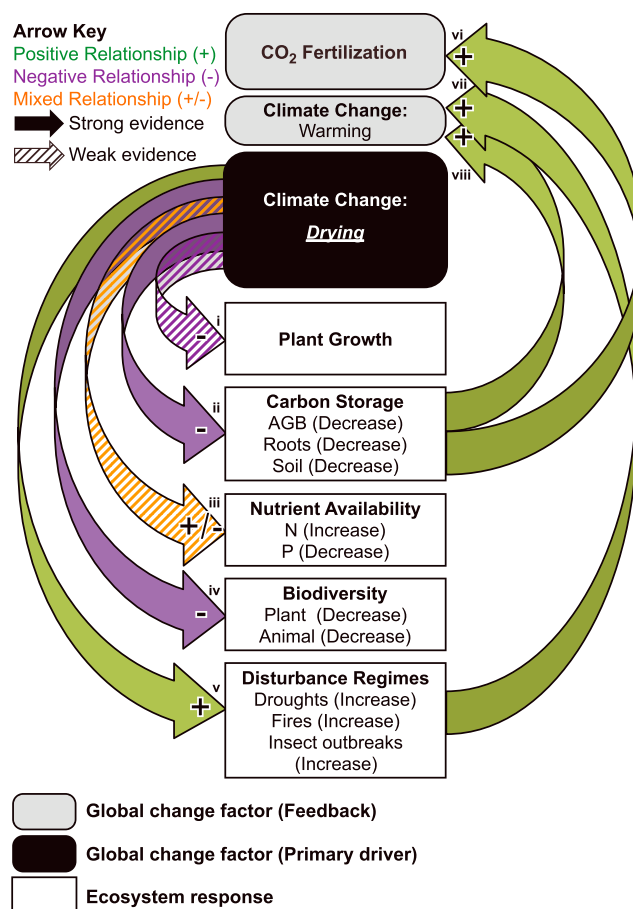 Arrow Key
Positive Relationship (+)
Negative Relationship (-)
Mixed Relationship (+/-)
Strong evidence
Weak evidence
CO₂ Fertilization
Climate Change:
Warming
Climate Change:
Drying
vi
+
vii
+
+
viii
i
-
Plant Growth
ii
-
Carbon Storage
AGB (Decrease)
Roots (Decrease)
Soil (Decrease)
iii
+/-
Nutrient Availability
N (Increase)
P (Decrease)
iv
-
Biodiversity
Plant (Decrease)
Animal (Decrease)
v
+
Disturbance Regimes
Droughts (Increase)
Fires (Increase)
Insect outbreaks
(Increase)
Global change factor (Feedback)
Global change factor (Primary driver)
Ecosystem response